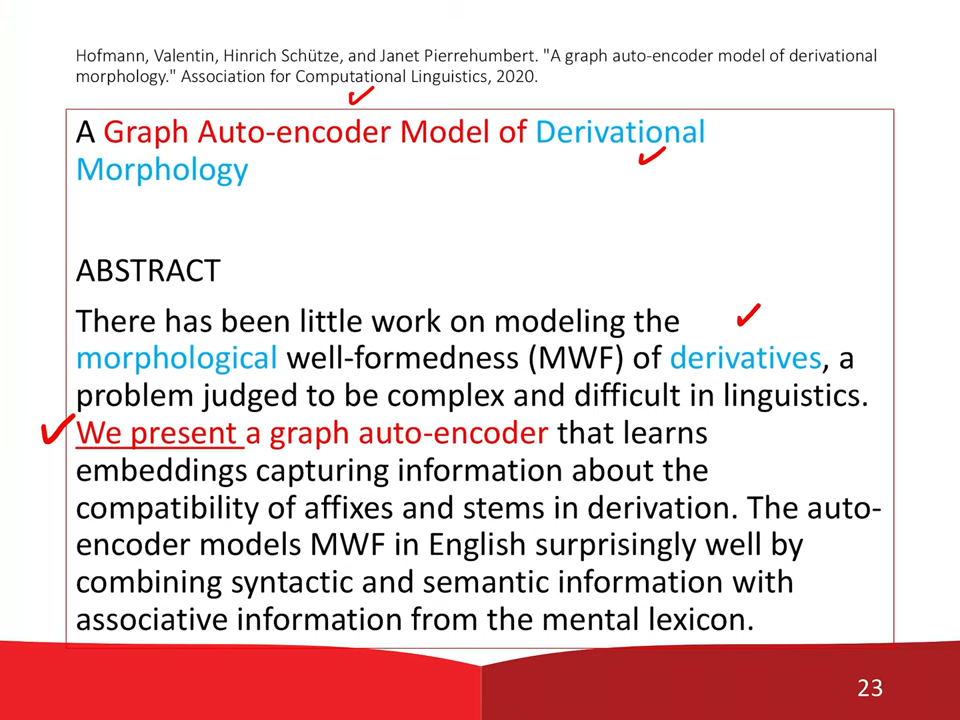 Hofmann, Valentin, Hinrich Schütze, and Janet Pierrehumbert. "A graph auto-encoder model of derivational
morphology." Association for Computational Linguistics, 2020.
A Graph Auto-encoder Model of Derivational
Morphology
ABSTRACT
There has been little work on modeling the
morphological well-formedness (MWF) of derivatives, a
problem judged to be complex and difficult in linguistics.
We present a graph auto-encoder that learns
embeddings capturing information about the
compatibility of affixes and stems in derivation. The auto-
encoder models MWF in English surprisingly well by
combining syntactic and semantic information with
associative information from the mental lexicon.
23